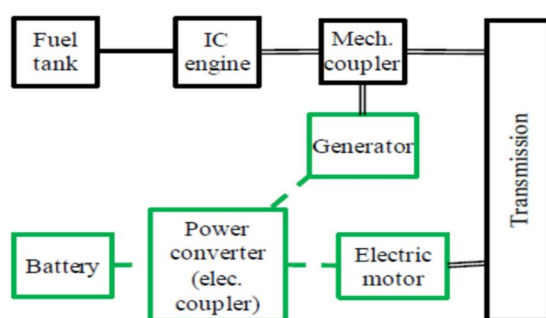 Fuel
tank
IC
engine
Mech.
coupler
Generator
Transmission
Battery
Power
converter
(elec.
coupler)
Electric
motor